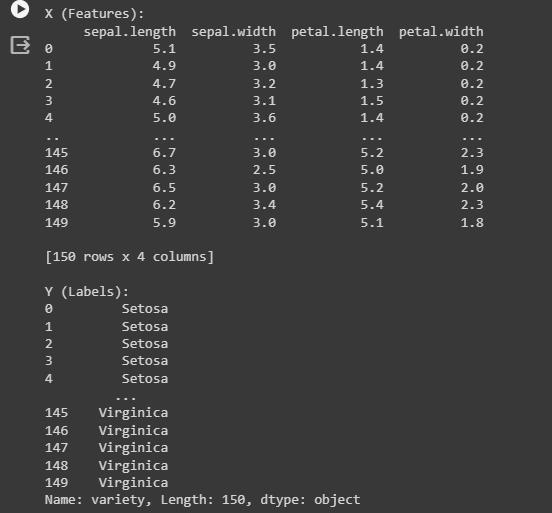 X (Features):
     sepal.length  sepal.width  petal.length  petal.width
0             5.1          3.5           1.4          0.2
1             4.9          3.0           1.4          0.2
2             4.7          3.2           1.3          0.2
3             4.6          3.1           1.5          0.2
4             5.0          3.6           1.4          0.2
..            ...          ...           ...          ...
145           6.7          3.0           5.2          2.3
146           6.3          2.5           5.0          1.9
147           6.5          3.0           5.2          2.0
148           6.2          3.4           5.4          2.3
149           5.9          3.0           5.1          1.8
[150 rows x 4 columns]
Y (Labels):
0         Setosa
1         Setosa
2         Setosa
3         Setosa
4         Setosa
         ...
145    Virginica
146    Virginica
147    Virginica
148    Virginica
149    Virginica
Name: variety, Length: 150, dtype: object